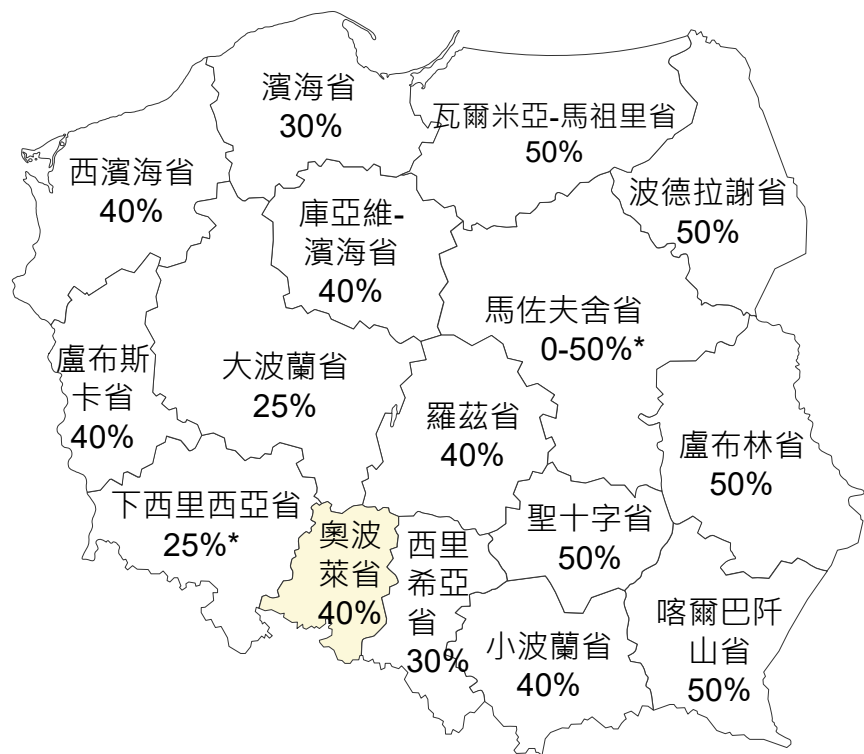 濱海省
30%
瓦爾米亞-馬祖里省
50%
西濱海省
40%
波德拉謝省
50%
庫亞維-
濱海省
40%
馬佐夫舍省
0-50%*
盧布斯
卡省
40%
大波蘭省
25%
羅茲省
40%
盧布林省
50%
下西里西亞省
25%*
奧波
萊省
40%
西里
希亞
省
30%
聖十字省
50%
小波蘭省
40%
喀爾巴阡
山省
50%